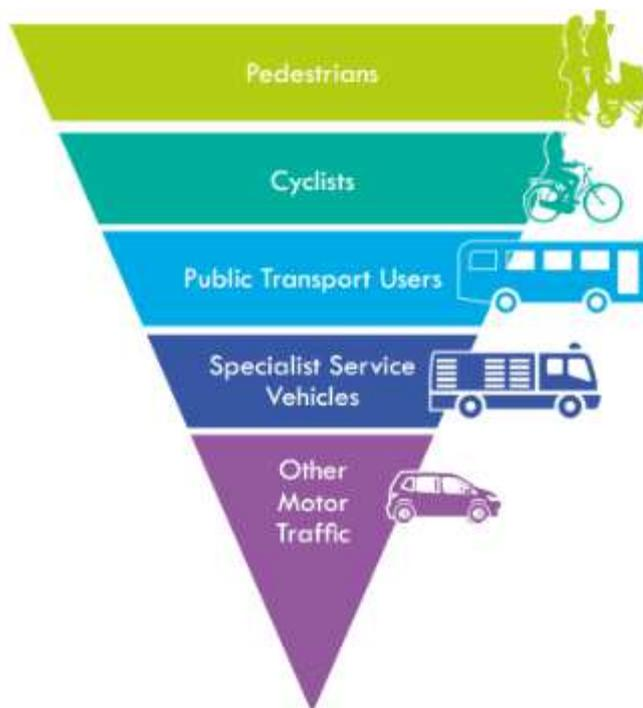 Pedestrians
Cyclists
Public Transport Users
Specialist Service
Vehicles
Other
Motor
Traffic